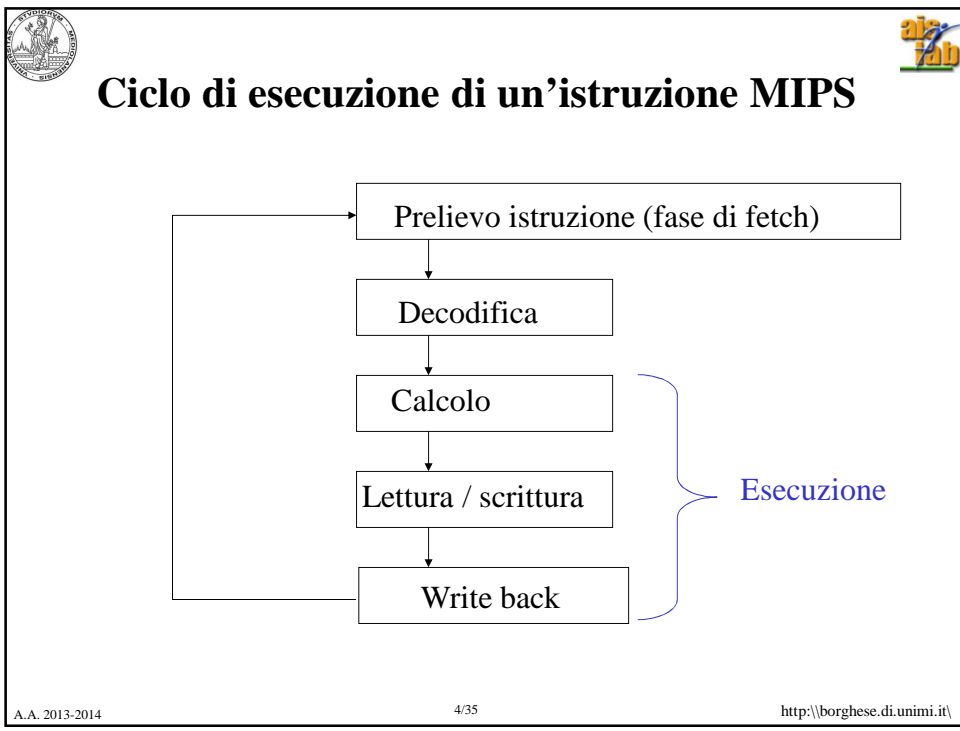 Ciclo di esecuzione di un’istruzione MIPS
Prelievo istruzione (fase di fetch)
Decodifica
Calcolo
Lettura / scrittura
Esecuzione
Write back
A.A. 2013-2014
4/35
http:\\borghese.di.unimi.it\